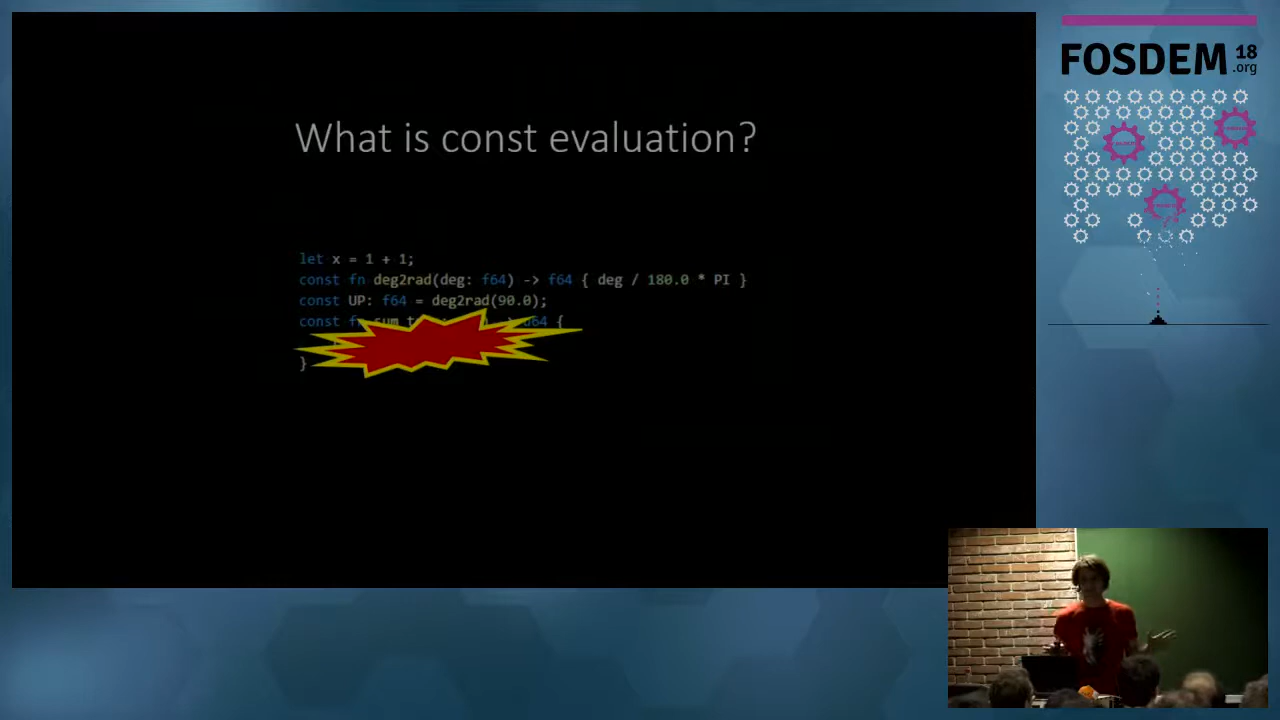 What is const evaluation?
let x = 1 + 1;
const fn deg2rad(deg: f64) -> f64 { deg / 180.0 * PI }
const UP: f64 = deg2rad(90.0);
const {
}
FOSDEM 18
.org